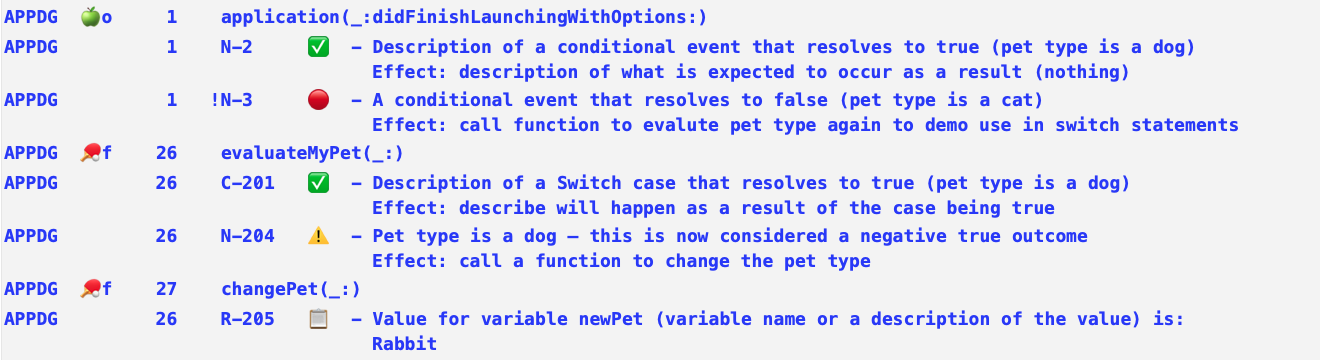 APPDG 🍏o 1 application(_:didFinishLaunchingWithOptions:)
APPDG 1 N-2 ✅ – Description of a conditional event that resolves to true (pet type is a dog)
Effect: description of what is expected to occur as a result (nothing)
APPDG 1 !N-3 🔴 – A conditional event that resolves to false (pet type is a cat)
Effect: call function to evalute pet type again to demo use in switch statements
APPDG 🏓f 26 evaluateMyPet(_:)
APPDG 26 C-201 ✅ – Description of a Switch case that resolves to true (pet type is a dog)
Effect: describe will happen as a result of the case being true
APPDG 26 N-204 ⚠️ – Pet type is a dog – this is now considered a negative true outcome
Effect: call a function to change the pet type
APPDG 🏓f 27 changePet(_:)
APPDG 26 R-205 📋 – Value for variable newPet (variable name or a description of the value) is:
Rabbit